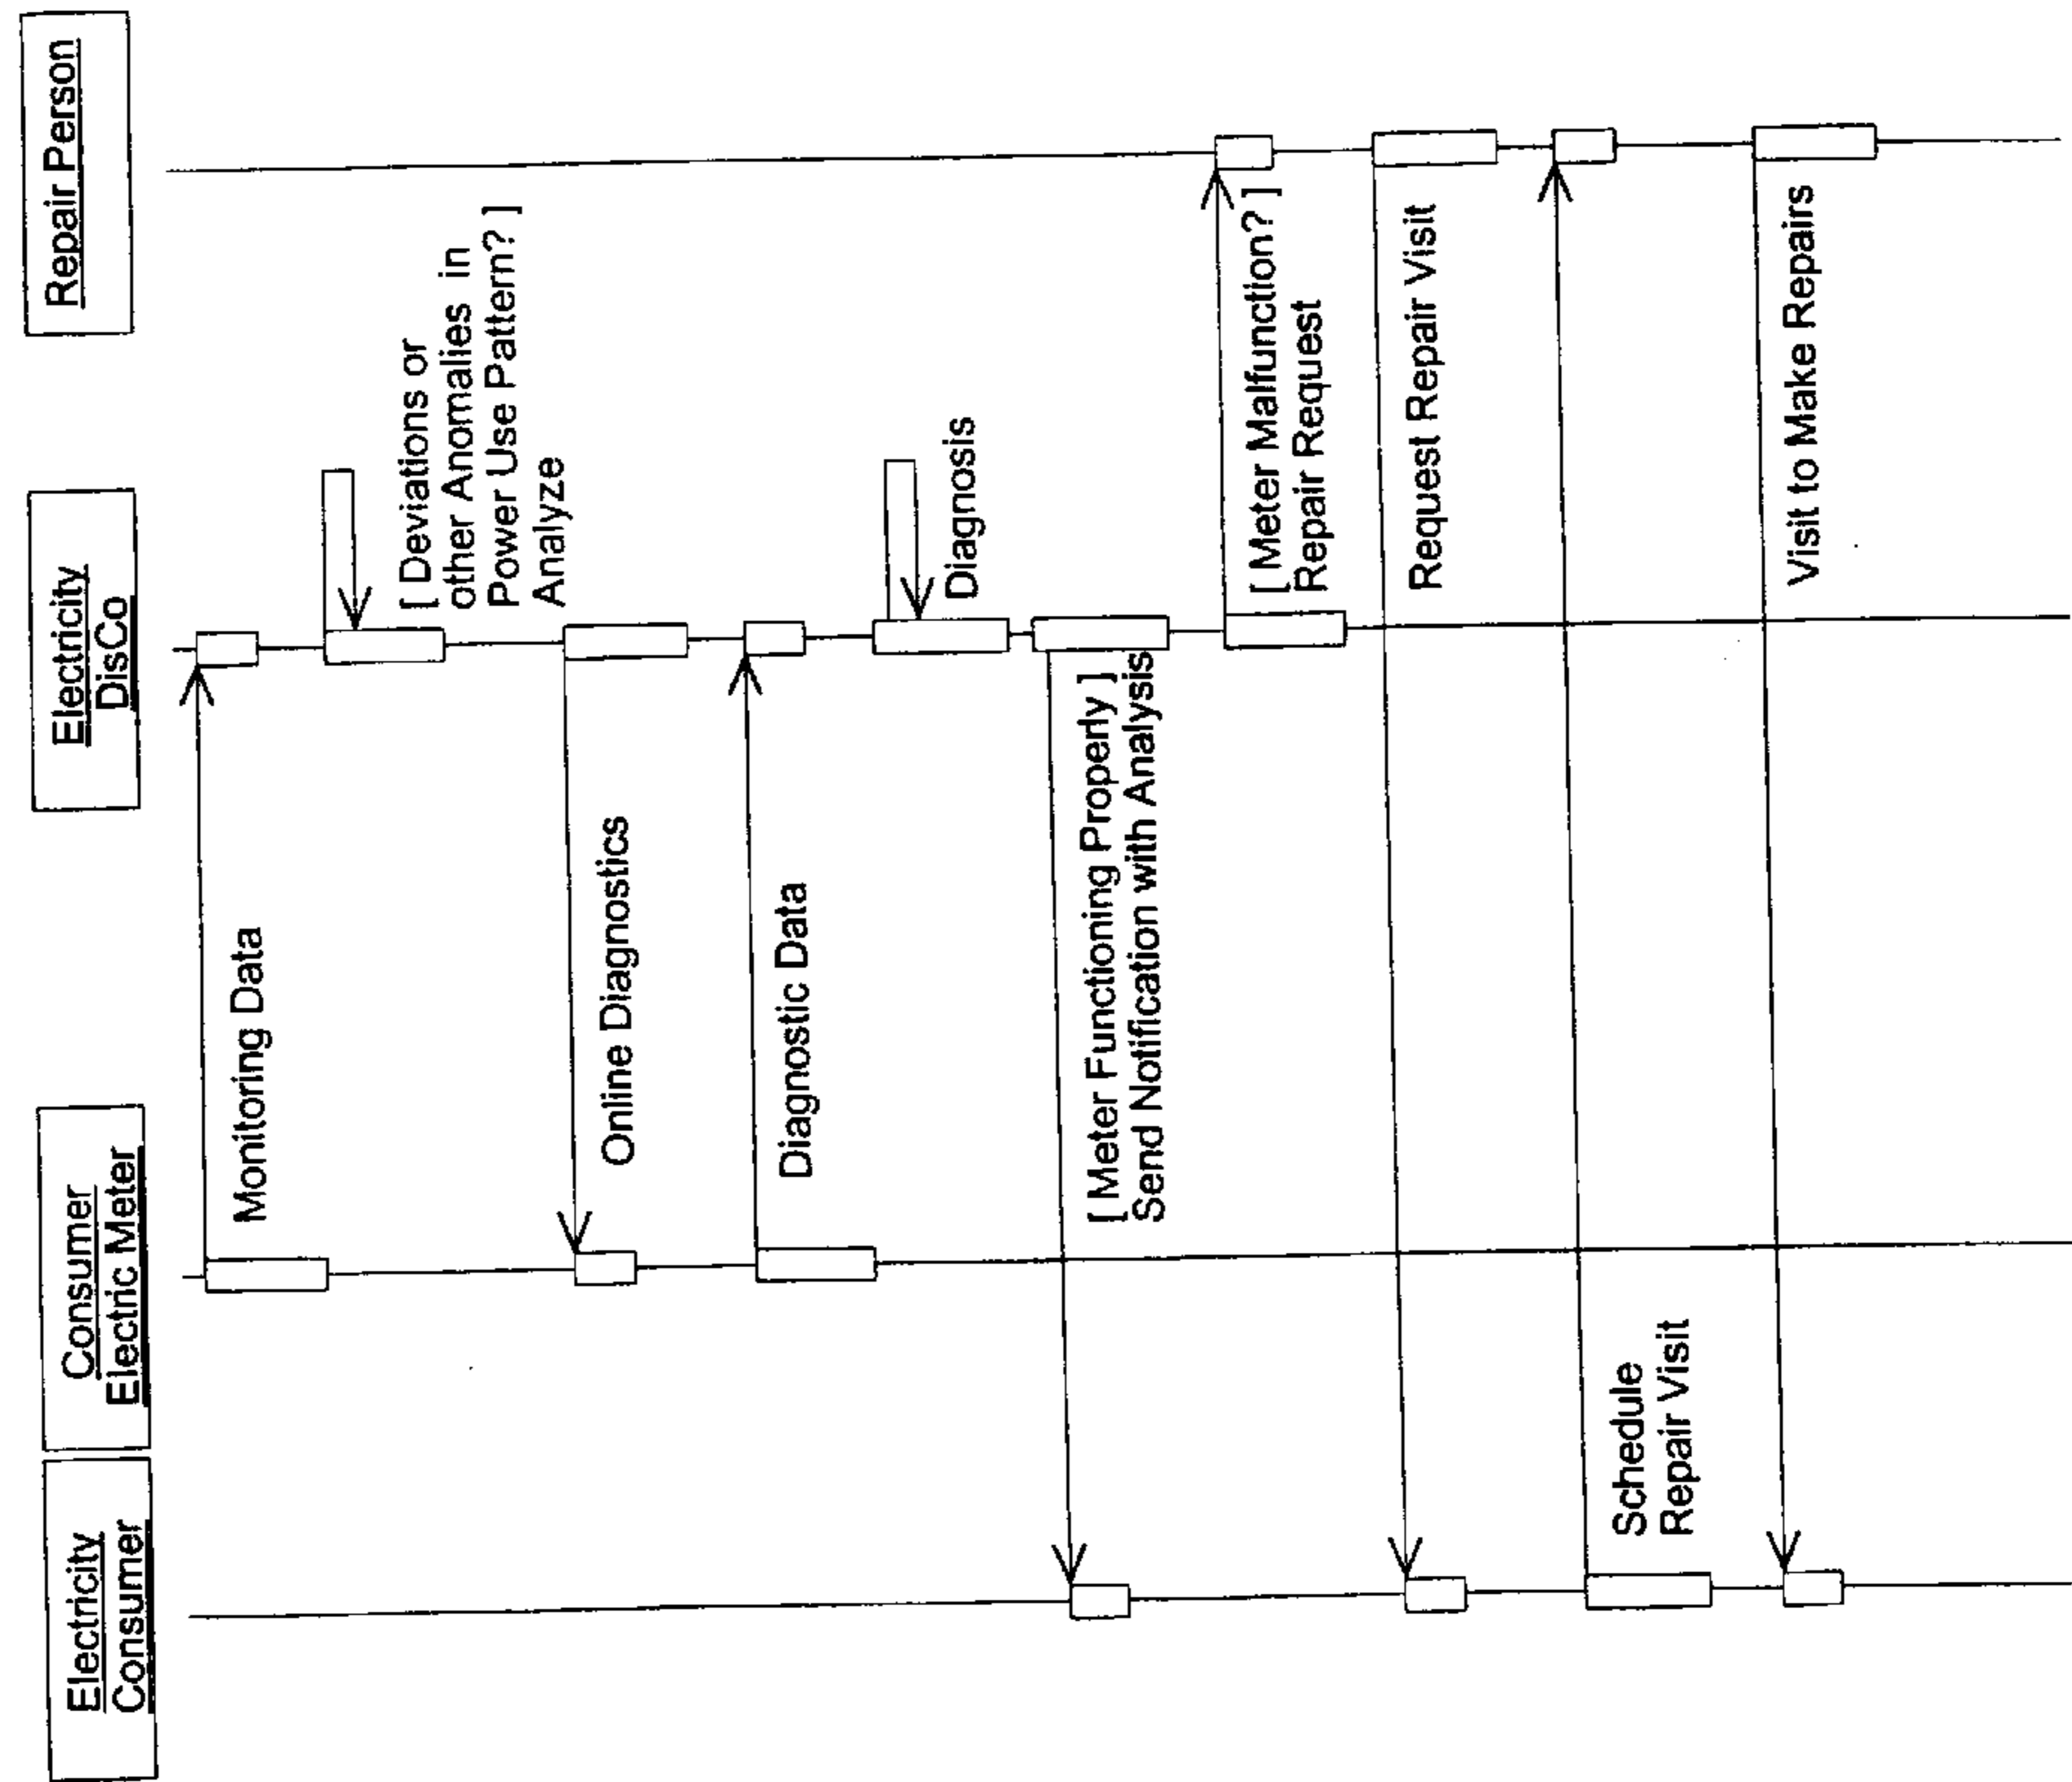 Electricity
Consumer
Consumer
Electric Meter
Electricity
DisCo
Repair Person
Monitoring Data
[ Deviations or
other Anomalies in
Power Use Pattern? ]
Analyze
Online Diagnostics
Diagnostic Data
Diagnosis
[ Meter Functioning Properly ]
Send Notification with Analysis
[ Meter Malfunction? ]
Repair Request
Request Repair Visit
Schedule
Repair Visit
Visit to Make Repairs